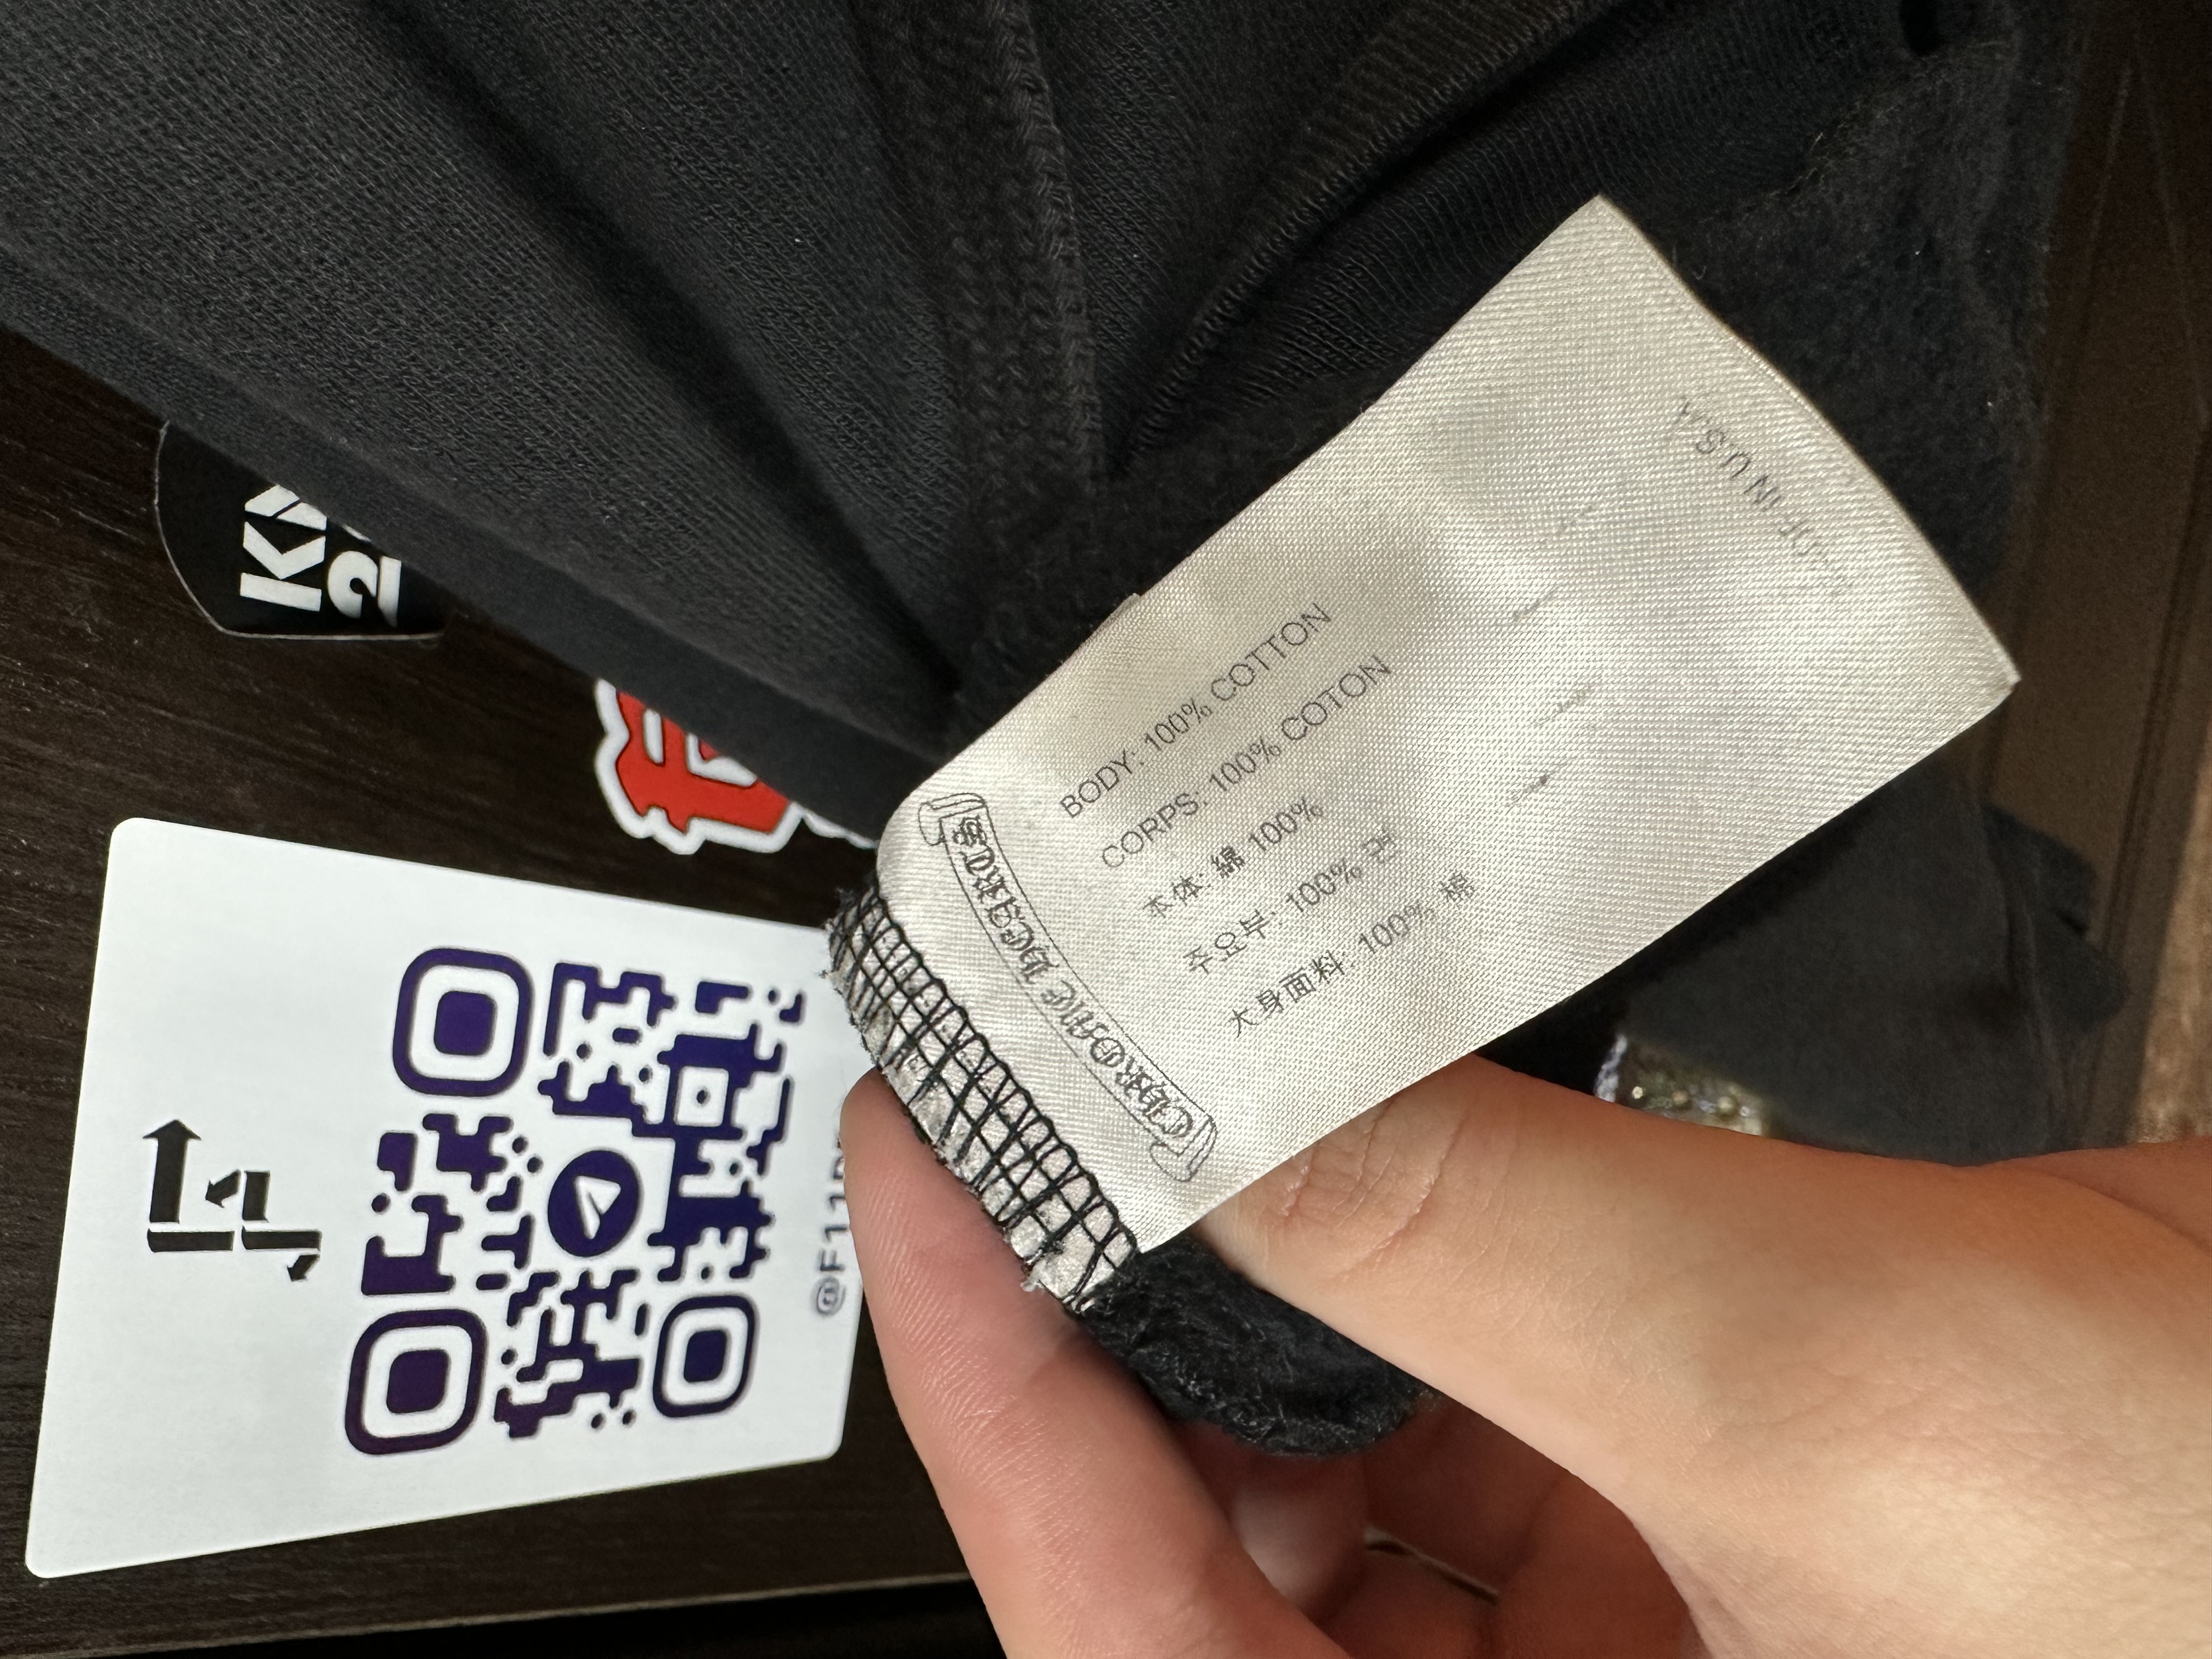 CHROME HEARTS
BODY: 100% COTTON
CORPS: 100% COTON
本体: 綿 100%
주요부: 100% 면
大身面料: 100% 棉
IN U.S.A
K
2